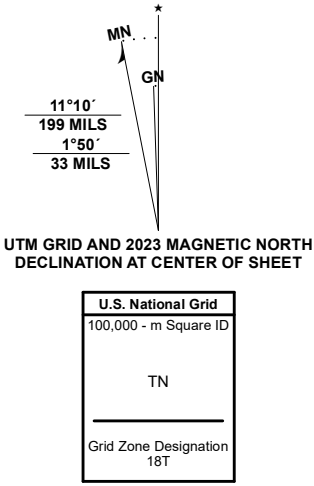 MN
GN
11°10´
199 MILS
1°50´
33 MILS
UTM GRID AND 2023 MAGNETIC NORTH
DECLINATION AT CENTER OF SHEET
U.S. National Grid
100,000 - m Square ID
TN
Grid Zone Designation
18T